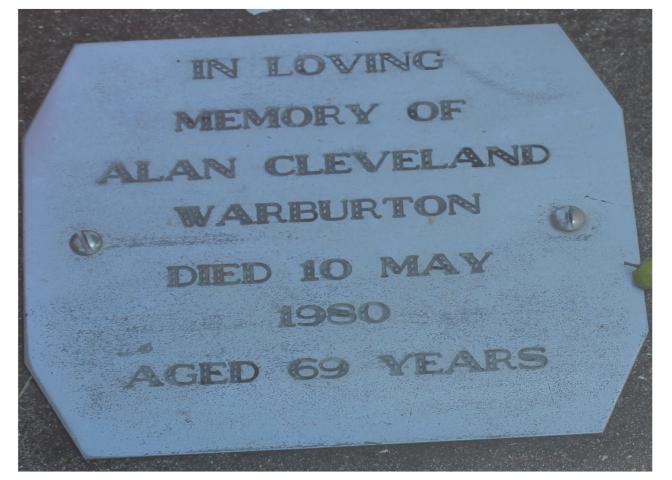 IN LOVING
MEMORY OF
ALAN CLEVELAND
WARBURTON
DIED 10 MAY
1980
AGED 69 YEARS